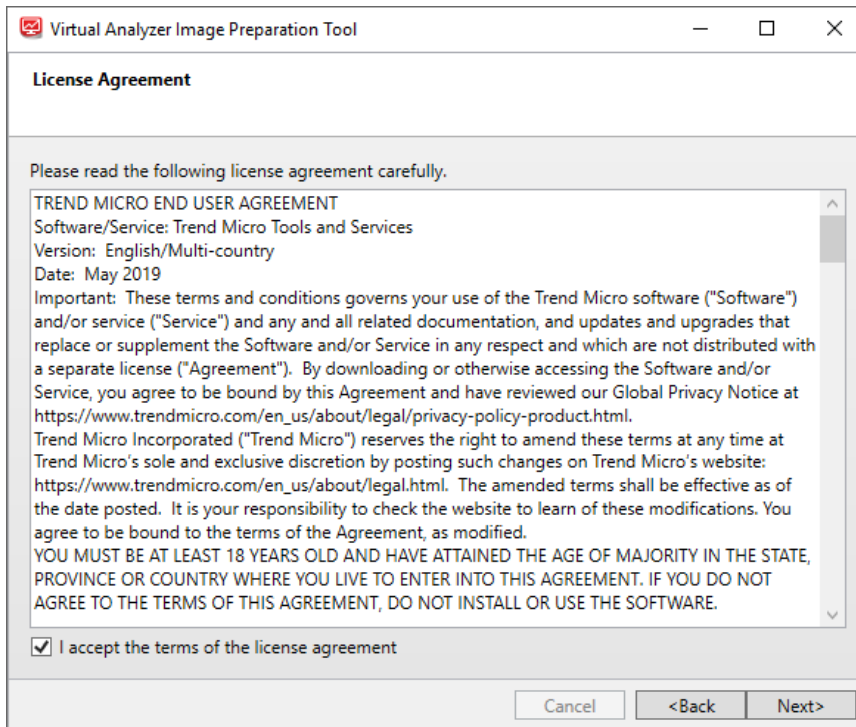 Virtual Analyzer Image Preparation Tool
License Agreement
Please read the following license agreement carefully.
TREND MICRO END USER AGREEMENT
Software/Service: Trend Micro Tools and Services
Version:  English/Multi-country
Date:  May 2019
Important:  These terms and conditions governs your use of the Trend Micro software ("Software")
and/or service ("Service") and any and all related documentation, and updates and upgrades that
replace or supplement the Software and/or Service in any respect and which are not distributed with
a separate license ("Agreement").  By downloading or otherwise accessing the Software and/or
Service, you agree to be bound by this Agreement and have reviewed our Global Privacy Notice at
https://www.trendmicro.com/en_us/about/legal/privacy-policy-product.html.
Trend Micro Incorporated ("Trend Micro") reserves the right to amend these terms at any time at
Trend Micro’s sole and exclusive discretion by posting such changes on Trend Micro’s website:
https://www.trendmicro.com/en_us/about/legal.html.  The amended terms shall be effective as of
the date posted.  It is your responsibility to check the website to learn of these modifications. You
agree to be bound to the terms of the Agreement, as modified.
YOU MUST BE AT LEAST 18 YEARS OLD AND HAVE ATTAINED THE AGE OF MAJORITY IN THE STATE,
PROVINCE OR COUNTRY WHERE YOU LIVE TO ENTER INTO THIS AGREEMENT. IF YOU DO NOT
AGREE TO THE TERMS OF THIS AGREEMENT, DO NOT INSTALL OR USE THE SOFTWARE.
I accept the terms of the license agreement
Cancel <Back Next>